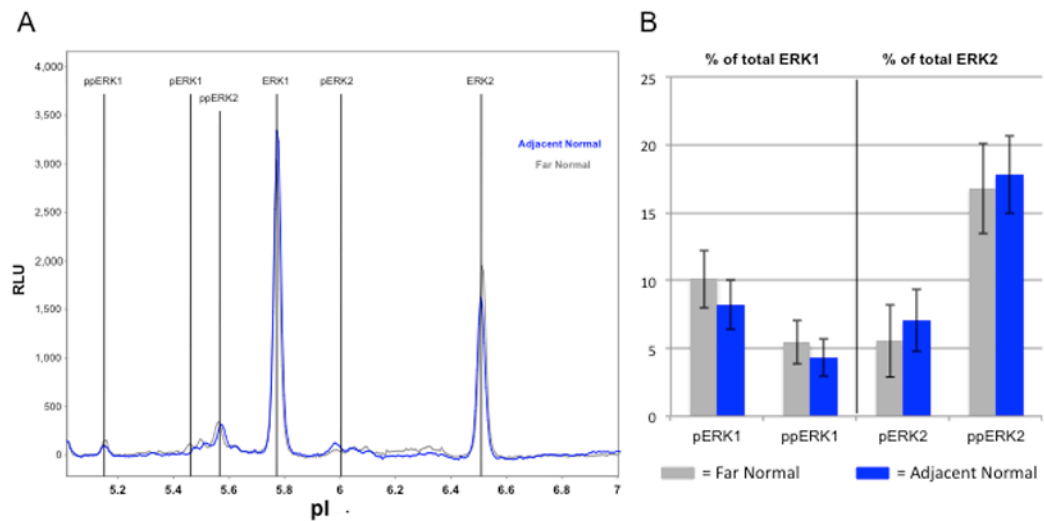 A
4,000
3,500
3,000
2,500
2,000
1,500
1,000
500
0
RLU
ppERK1
pERK1
ppERK2
ERK1
pERK2
ERK2
Adjacent Normal
Far Normal
5.2
5.4
5.6
5.8
6
6.2
6.4
6.6
6.8
7
pI
B
% of total ERK1
% of total ERK2
25
20
15
10
5
0
pERK1
ppERK1
pERK2
ppERK2
= Far Normal
= Adjacent Normal